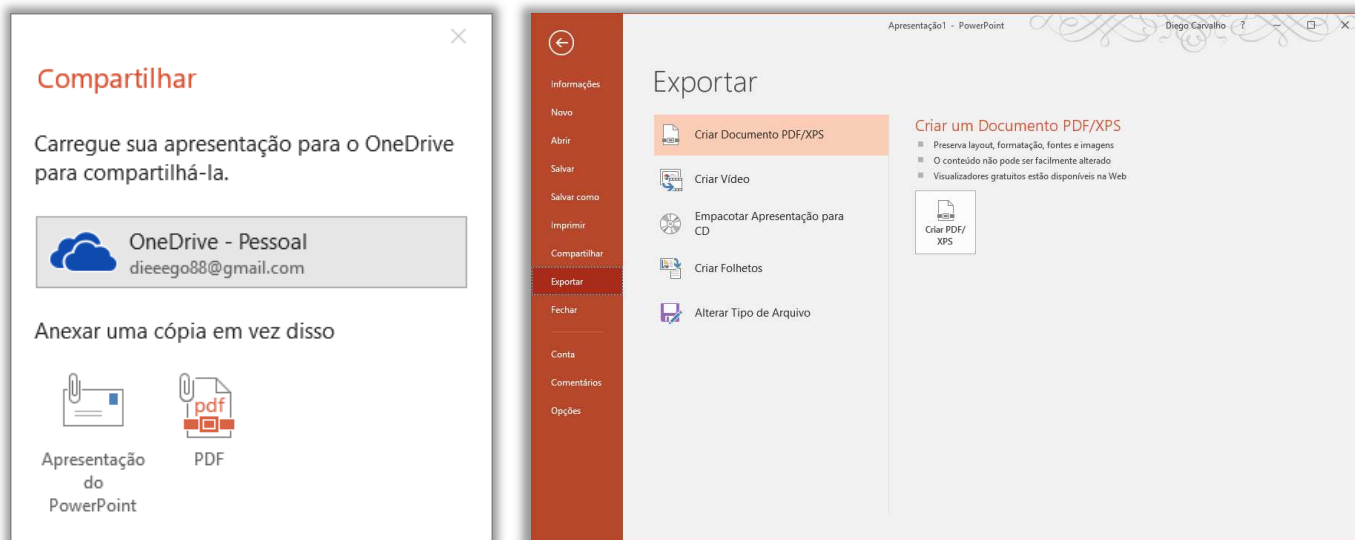 Compartilhar
Carregue sua apresentação para o OneDrive
para compartilhá-la.
OneDrive - Pessoal
dieeego88@gmail.com
Anexar uma cópia em vez disso
Apresentação
do
PowerPoint
pdf
PDF
Apresentação1 - PowerPoint
Diego Carvalho
?
Informações
Novo
Abrir
Salvar
Salvar como
Imprimir
Compartilhar
Exportar
Fechar
Conta
Comentários
Opções
Exportar
Criar Documento PDF/XPS
Criar Vídeo
Empacotar Apresentação para
CD
Criar Folhetos
Alterar Tipo de Arquivo
Criar um Documento PDF/XPS
Preserva layout, formatação, fontes e imagens
O conteúdo não pode ser facilmente alterado
Visualizadores gratuitos estão disponíveis na Web
Criar PDF/
XPS